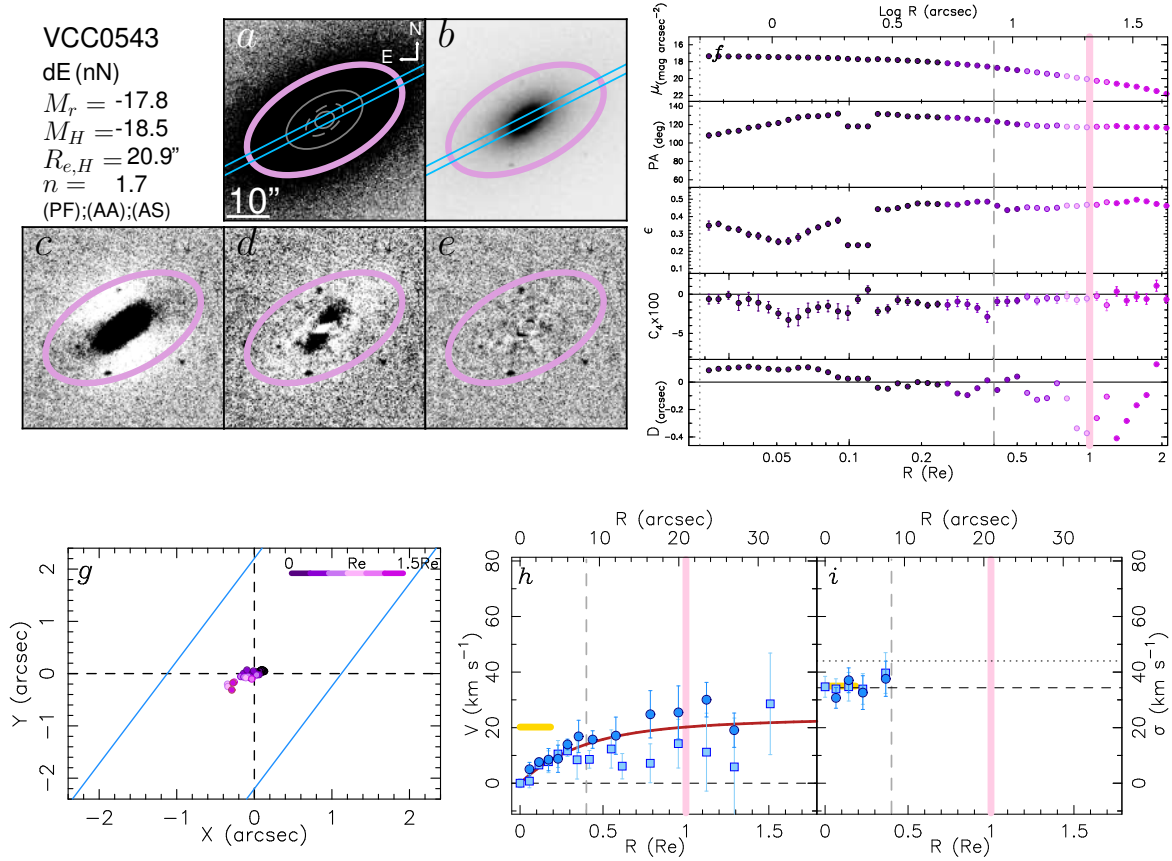 VCC0543
dE (nN)
M_r = -17.8
M_H = -18.5
R_e,H = 20.9”
n = 1.7
(PF);(AA);(AS)
a
N
E
10”
b
c
d
e
Log R (arcsec)
0 0.5 1 1.5
f
μ(mag arcsec⁻²)
16
18
20
22
PA (deg)
140
120
100
80
60
ϵ
0.5
0.4
0.3
0.2
0.1
C₄x100
0
−5
D (arcsec)
0
−0.2
−0.4
0.05 0.1 0.5 1 2
R (Re)
g
0 Re 1.5Re
Y (arcsec)
2
1
0
−1
−2
−2 −1 0 1 2
X (arcsec)
R (arcsec)
0 10 20 30
h
V (km s⁻¹)
80
60
40
20
0
0 0.5 1 1.5
R (Re)
R (arcsec)
0 10 20 30
i
80
60
40
20
0
σ (km s⁻¹)
0 0.5 1 1.5
R (Re)